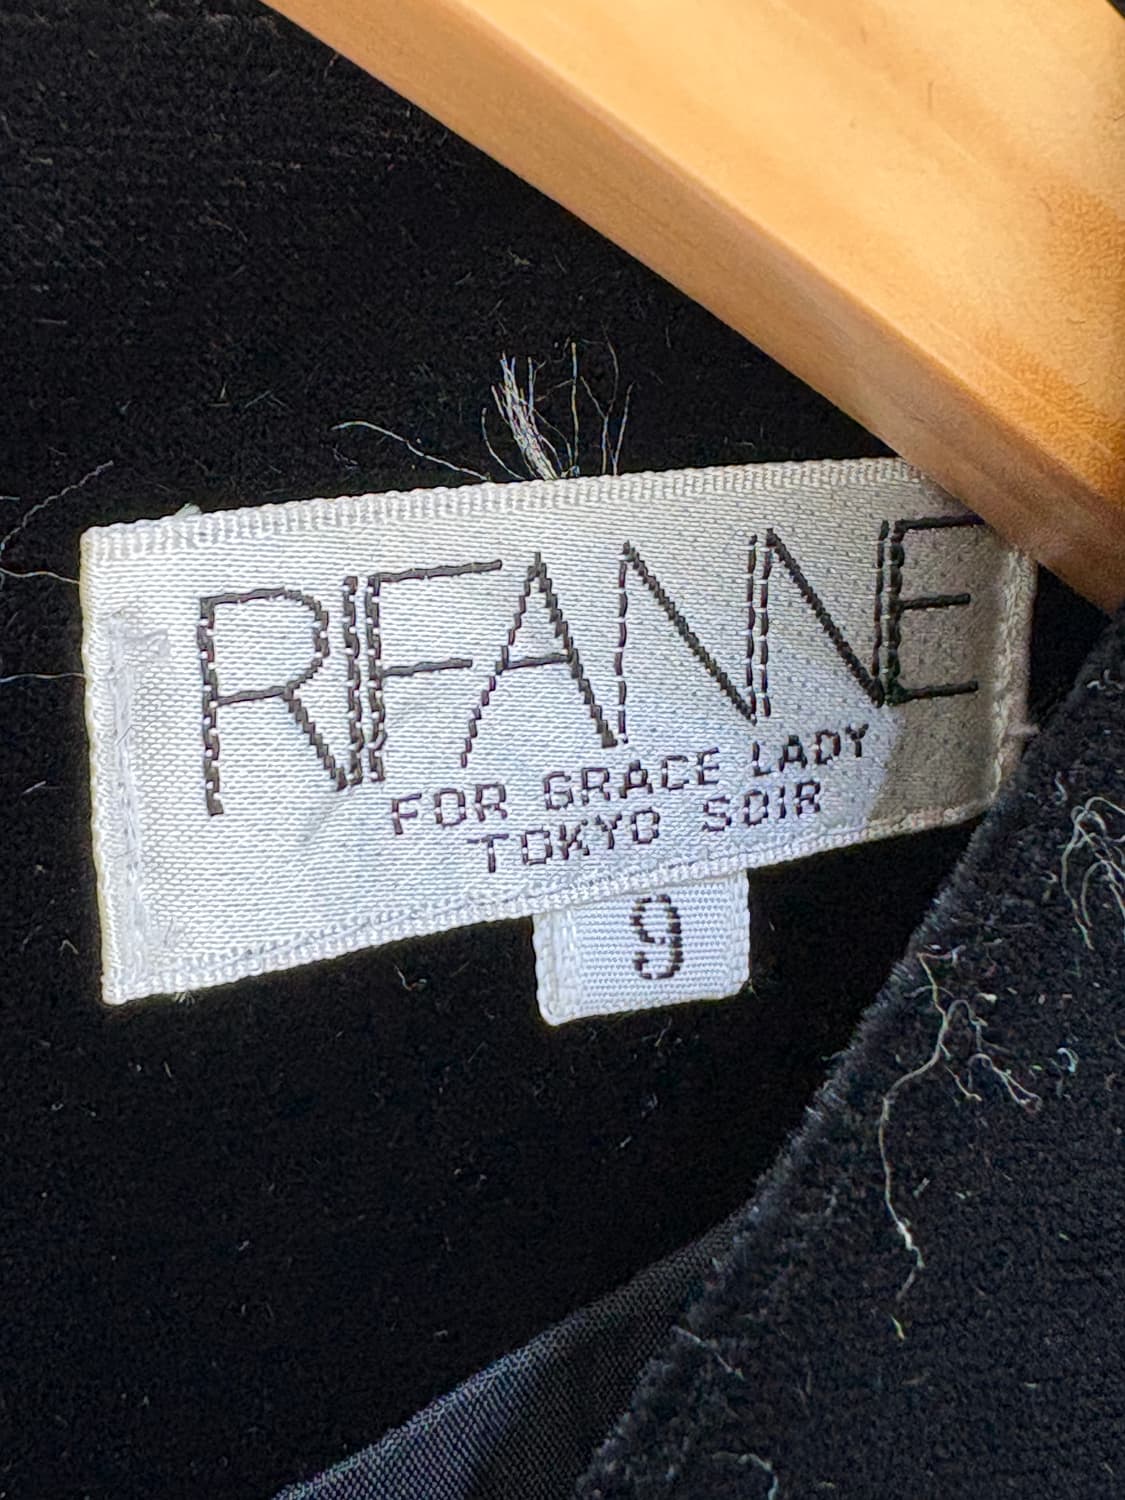 RIFANNE
FOR GRACE LADY
TOKYO SOIR
9